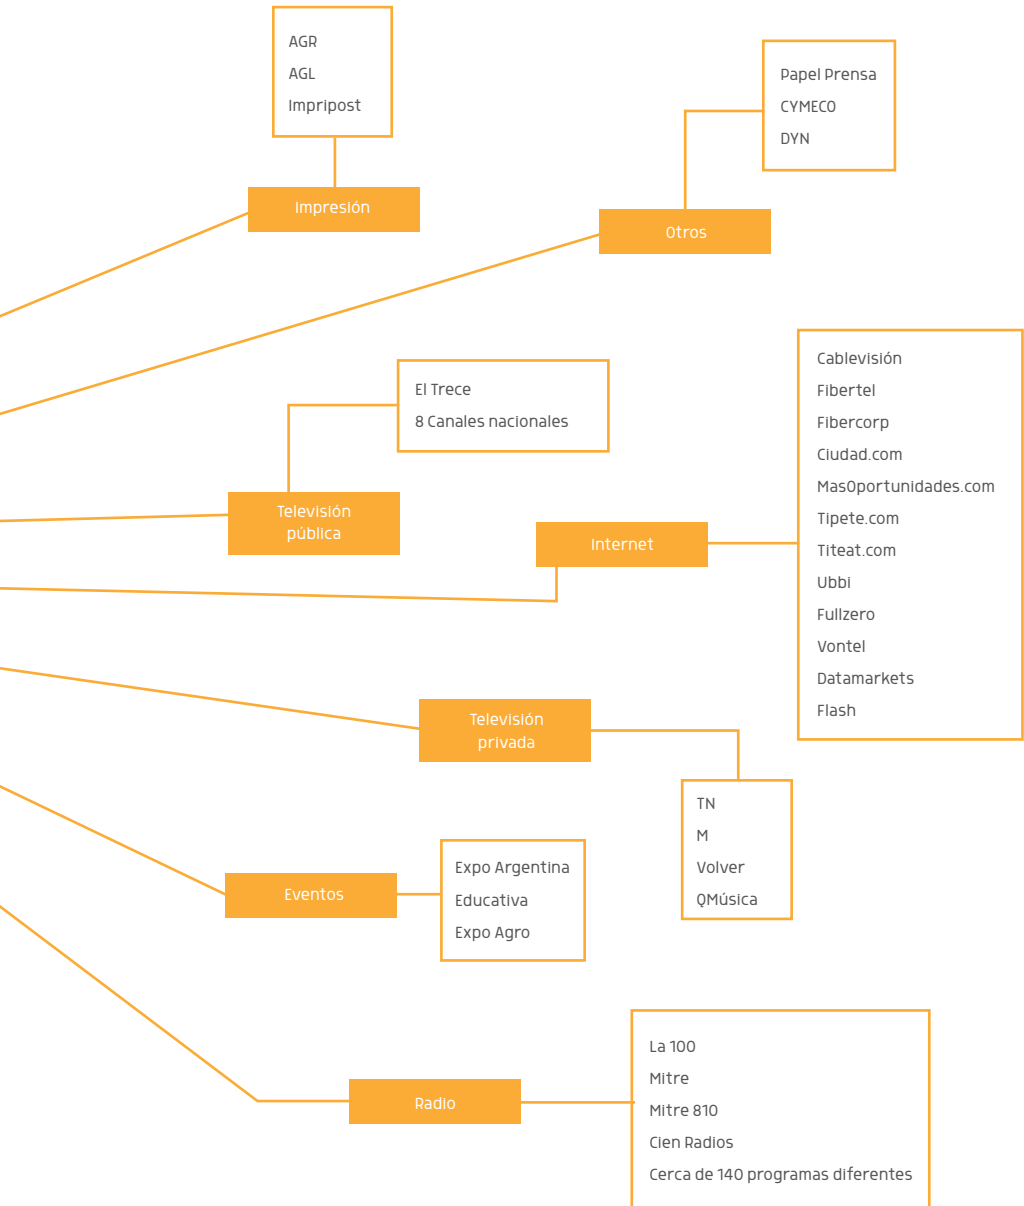 AGR
AGL
Impripost
Impresión
Papel Prensa
CYMECO
DYN
Otros
El Trece
8 Canales nacionales
Televisión
pública
Cablevisión
Fibertel
Fibercorp
Ciudad.com
MasOportunidades.com
Tipete.com
Titeat.com
Ubbi
Fullzero
Vontel
Datamarkets
Flash
Internet
Televisión
privada
TN
M
Volver
QMúsica
Eventos
Expo Argentina
Educativa
Expo Agro
Radio
La 100
Mitre
Mitre 810
Cien Radios
Cerca de 140 programas diferentes